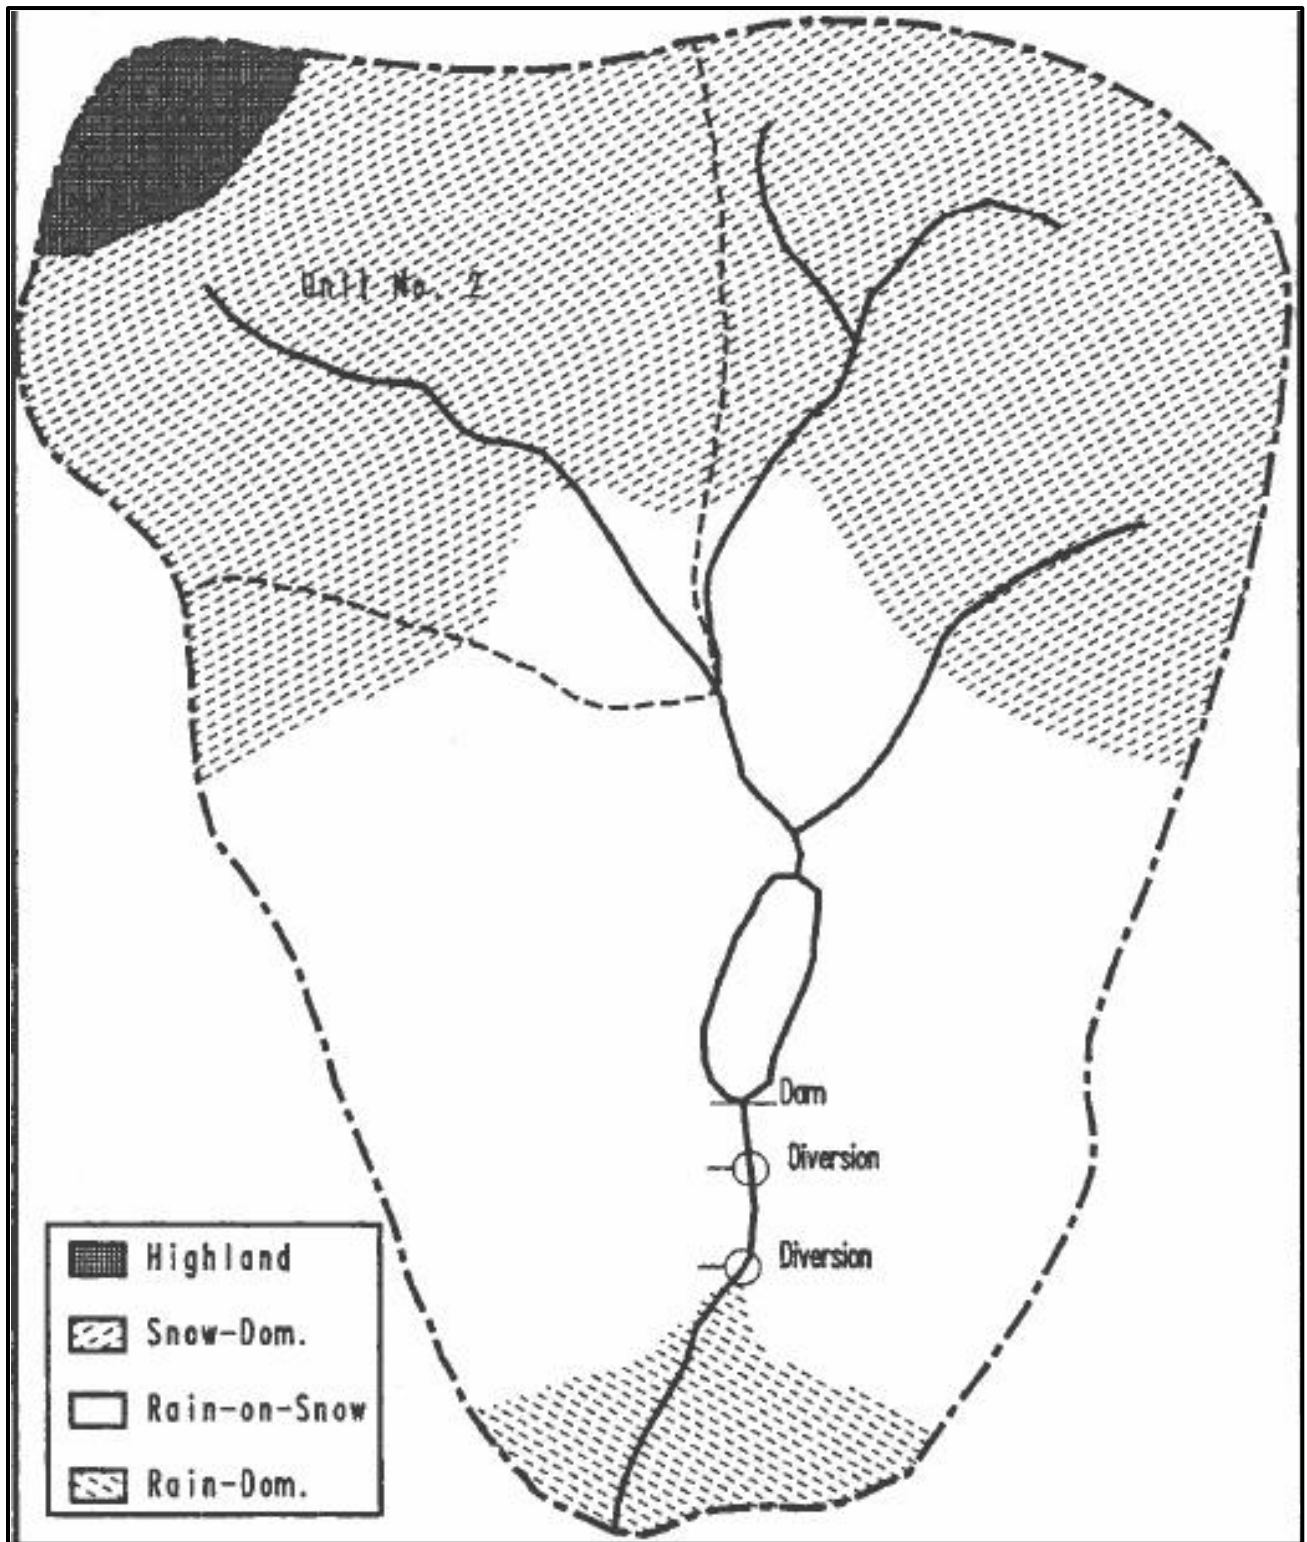 Unit No. 2
Dam
Diversion
Diversion
Highland
Snow-Dom.
Rain-on-Snow
Rain-Dom.